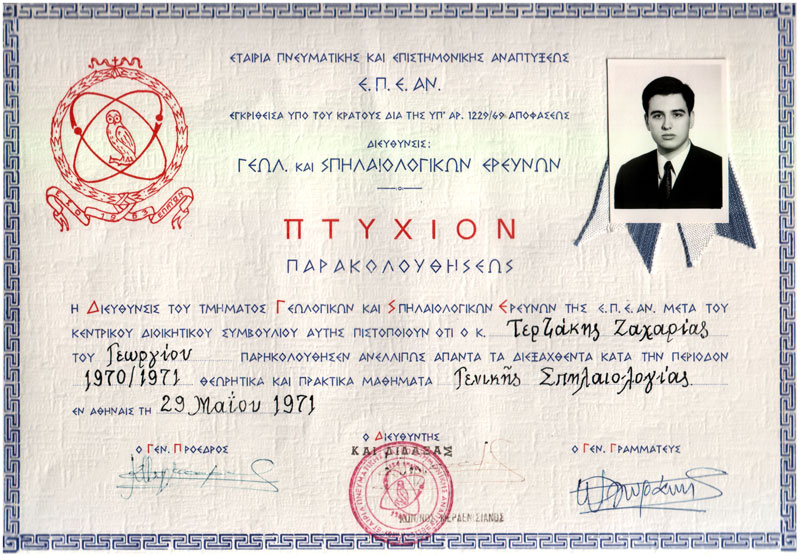 ΕΤΑΙΡΙΑ ΠΝΕΥΜΑΤΙΚΗΣ ΚΑΙ ΕΠΙΣΤΗΜΟΝΙΚΗΣ ΑΝΑΠΤΥΞΕΩΣ
Ε.Π.Ε.ΑΝ.
ΕΓΚΡΙΘΕΙΣΑ ΥΠΟ ΤΟΥ ΚΡΑΤΟΥΣ ΔΙΑ ΤΗΣ ΥΠ' ΑΡ. 1229/69 ΑΠΟΦΑΣΕΩΣ
ΔΙΕΥΘΥΝΣΙΣ:
ΓΕΩΛ. ΚΑΙ ΣΠΗΛΑΙΟΛΟΓΙΚΩΝ ΕΡΕΥΝΩΝ
ΠΤΥΧΙΟΝ
ΠΑΡΑΚΟΛΟΥΘΗΣΕΩΣ
Η ΔΙΕΥΘΥΝΣΙΣ ΤΟΥ ΤΜΗΜΑΤΟΣ ΓΕΩΛΟΓΙΚΩΝ ΚΑΙ ΣΠΗΛΑΙΟΛΟΓΙΚΩΝ ΕΡΕΥΝΩΝ ΤΗΣ Ε.Π.Ε.ΑΝ. ΜΕΤΑ ΤΟΥ
ΚΕΝΤΡΙΚΟΥ ΔΙΟΙΚΗΤΙΚΟΥ ΣΥΜΒΟΥΛΙΟΥ ΑΥΤΗΣ ΠΙΣΤΟΠΟΙΟΥΝ ΟΤΙ Ο Κ. Τερζάκης Ζαχαρίας
ΤΟΥ Γεωργίου ΠΑΡΗΚΟΛΟΥΘΗΣΕΝ ΑΝΕΛΛΙΠΩΣ ΑΠΑΝΤΑ ΤΑ ΔΙΕΞΑΧΘΕΝΤΑ ΚΑΤΑ ΤΗΝ ΠΕΡΙΟΔΟΝ
1970/1971 ΘΕΩΡΗΤΙΚΑ ΚΑΙ ΠΡΑΚΤΙΚΑ ΜΑΘΗΜΑΤΑ Γενικῆς Σπηλαιολογίας
ΕΝ ΑΘΗΝΑΙΣ ΤΗ 29 Μαΐου 1971
Ο ΓΕΝ. ΠΡΟΕΔΡΟΣ
Ο ΔΙΕΥΘΥΝΤΗΣ
ΚΑΙ ΔΙΔΑΞΑΣ
Ο ΓΕΝ. ΓΡΑΜΜΑΤΕΥΣ